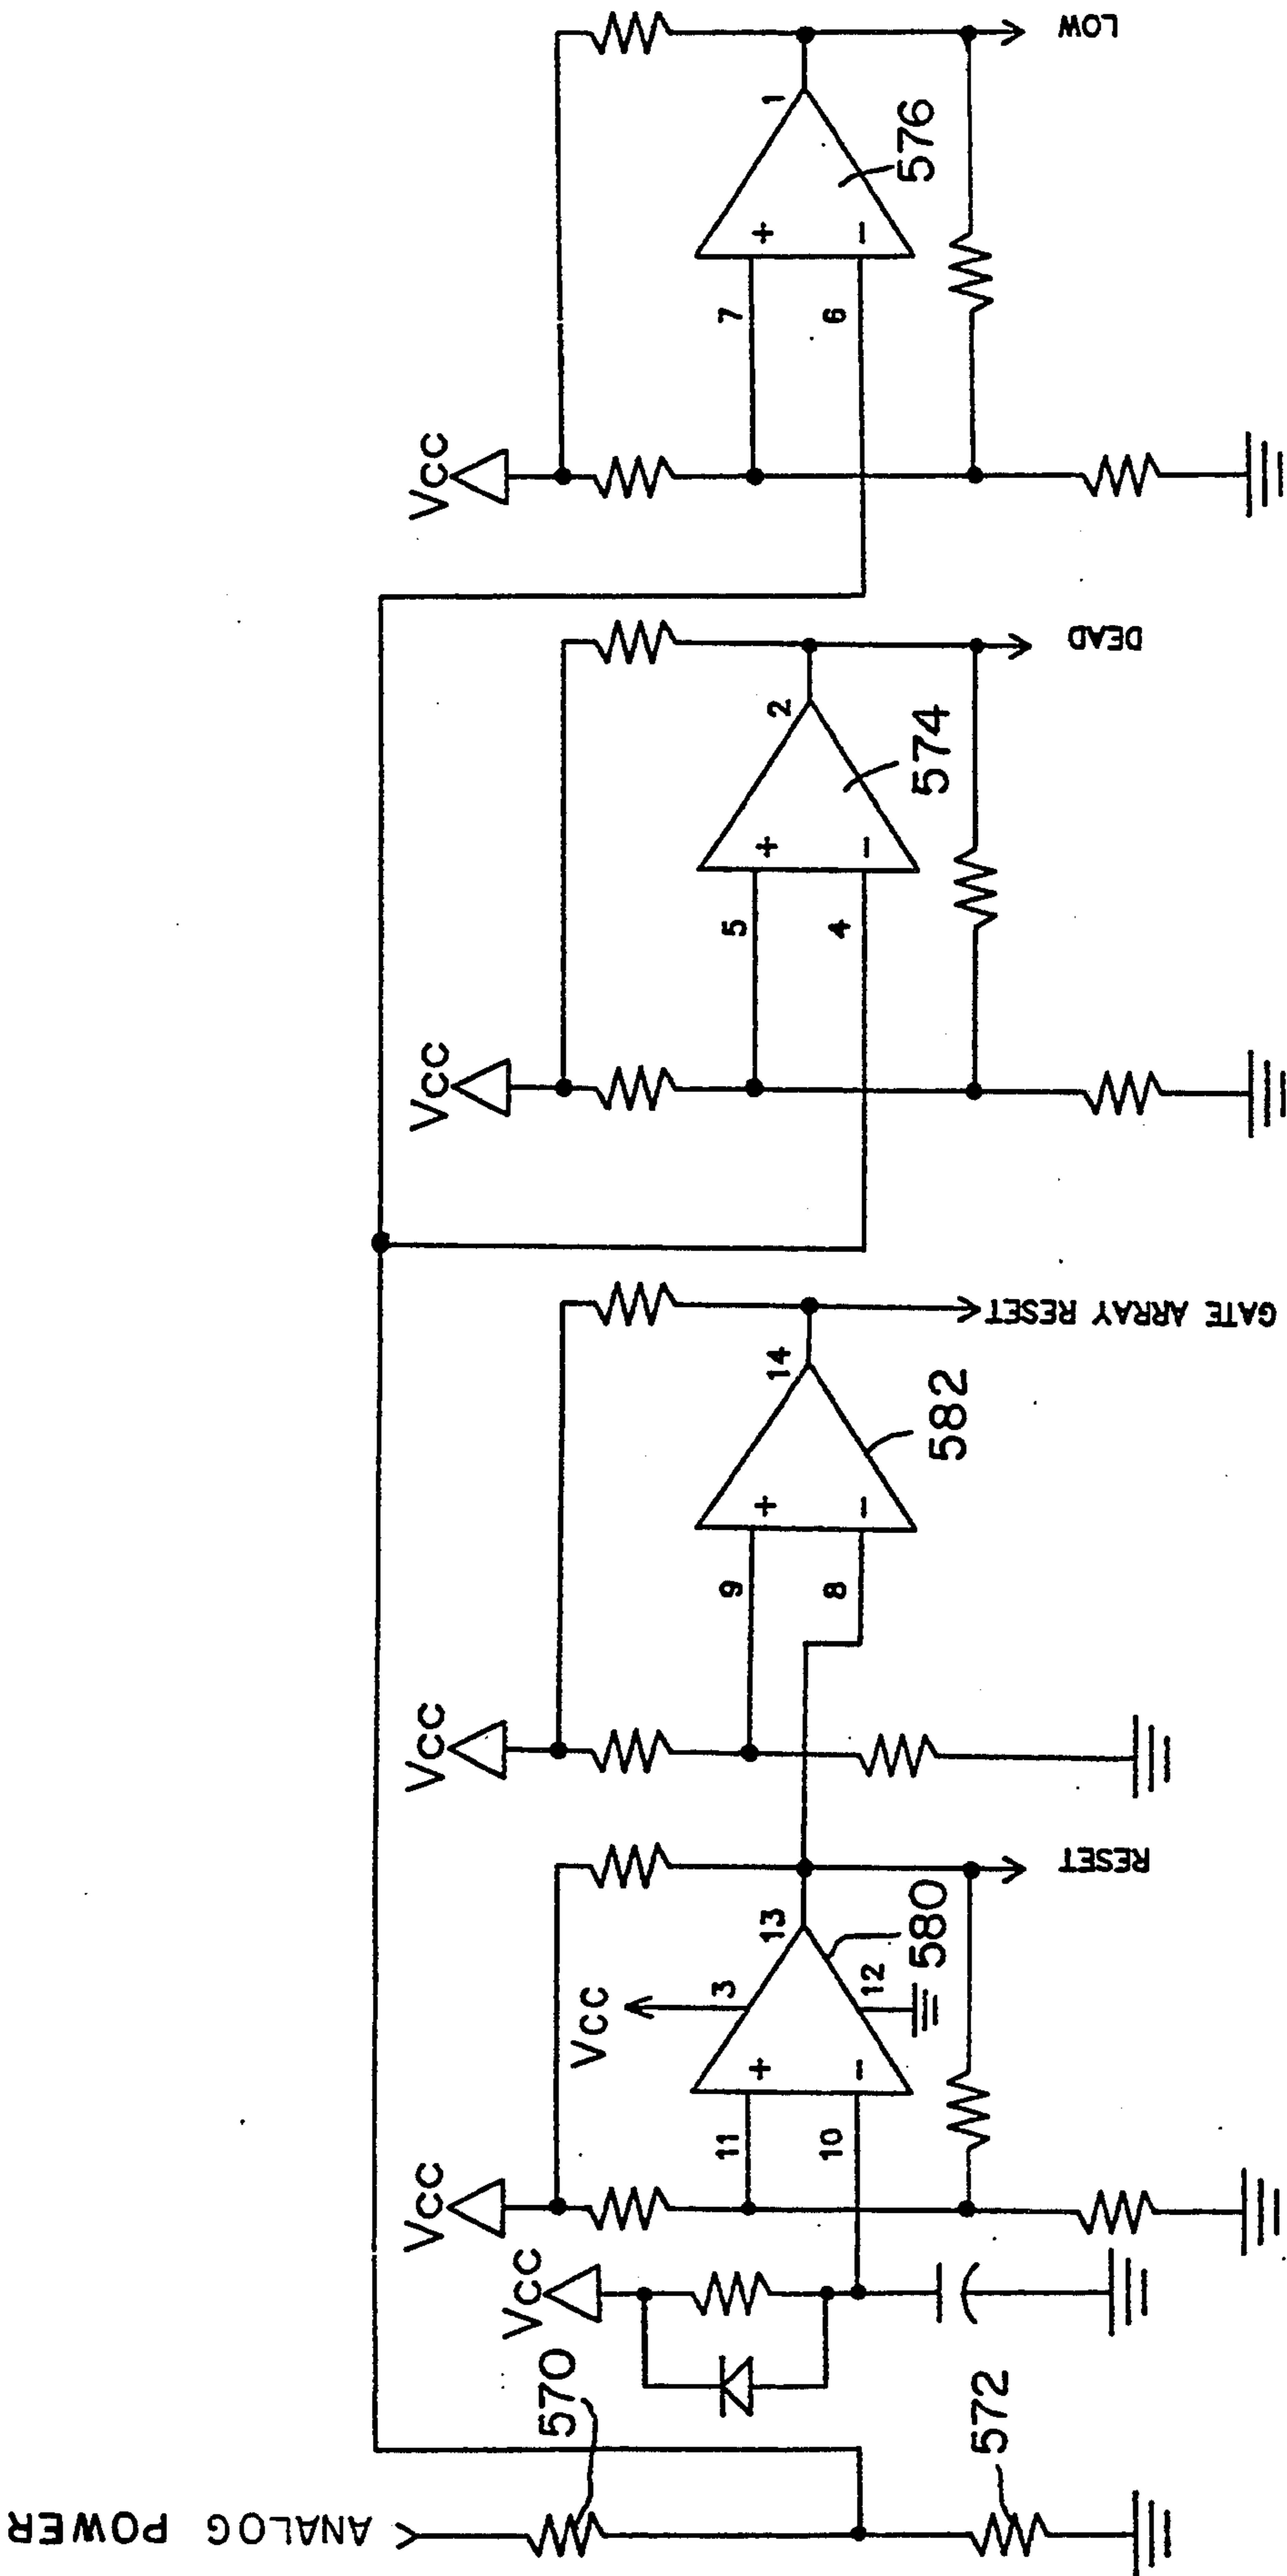 ANALOG POWER
570
572
VCC
VCC
VCC
3
11
10
+
−
13
12
580
RESET
VCC
9
8
+
−
14
582
GATE ARRAY RESET
VCC
5
4
+
−
2
574
DEAD
VCC
7
6
+
−
1
576
LOW